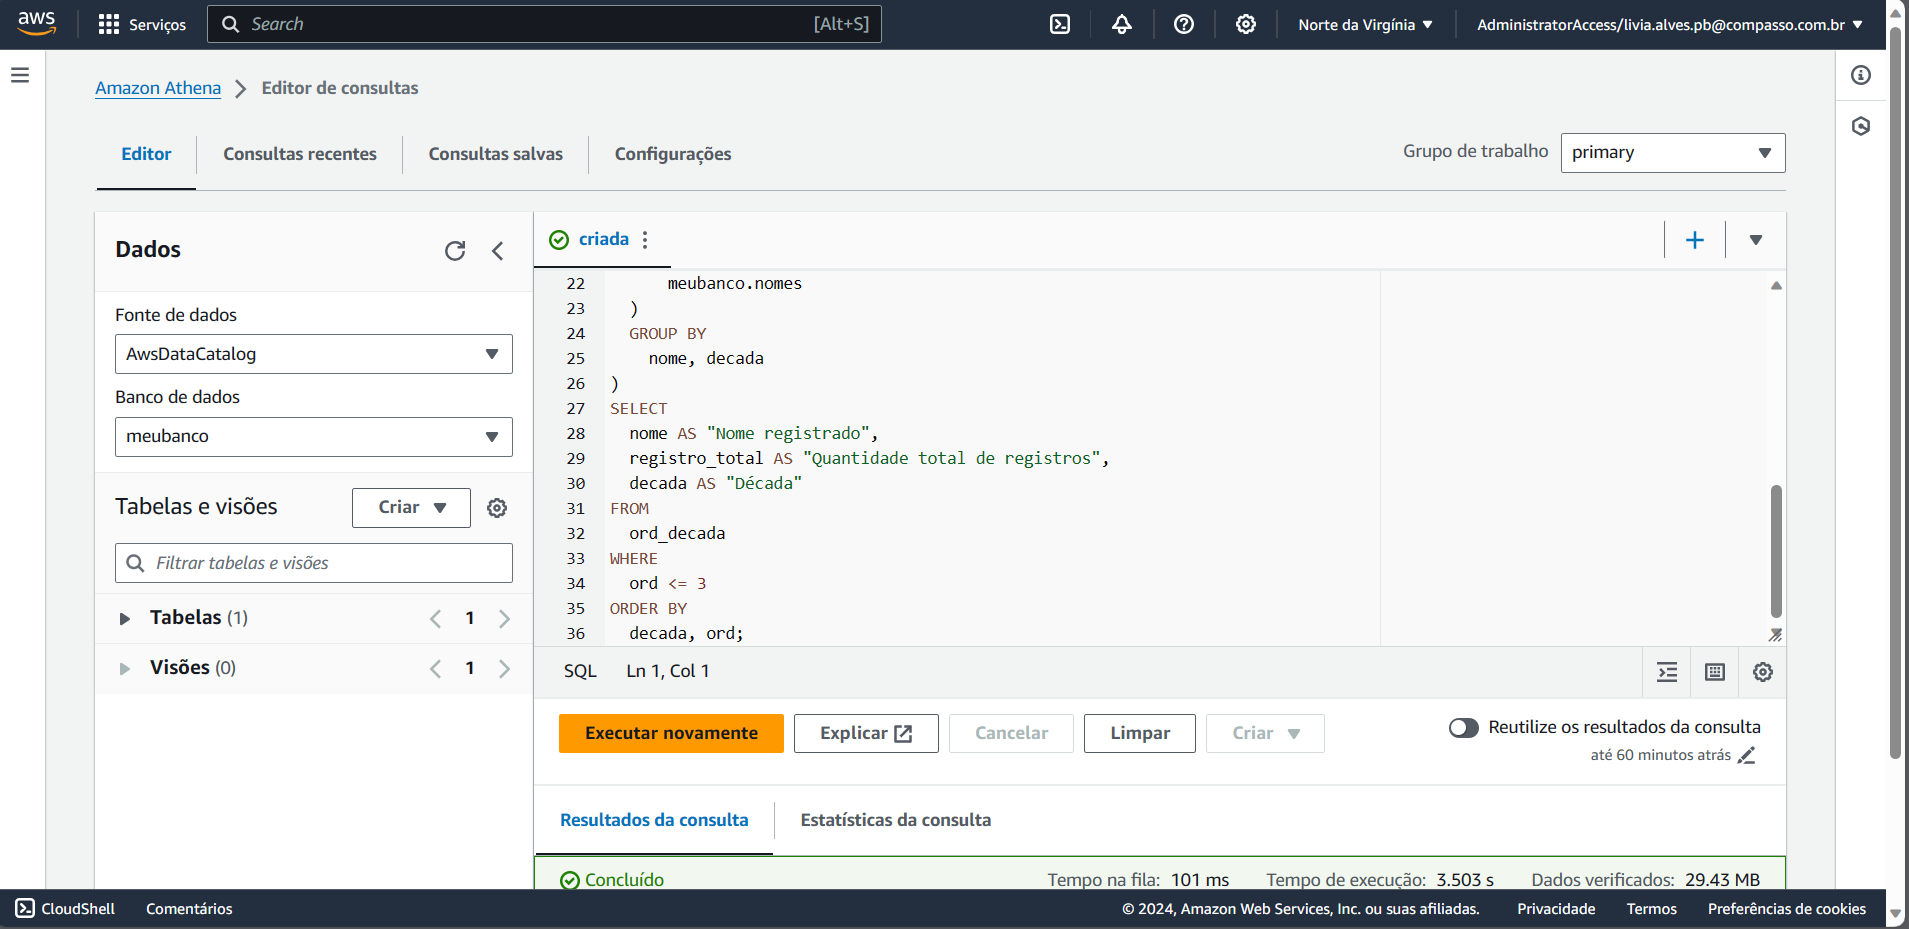 aws
Serviços
Search
[Alt+S]
Norte da Virgínia
AdministratorAccess/livia.alves.pb@compasso.com.br
Amazon Athena
Editor de consultas
Editor
Consultas recentes
Consultas salvas
Configurações
Grupo de trabalho
primary
Dados
Fonte de dados
AwsDataCatalog
Banco de dados
meubanco
Tabelas e visões
Criar
Filtrar tabelas e visões
Tabelas (1)
1
Visões (0)
1
criada
22 meubanco.nomes
23 )
24 GROUP BY
25 nome, decada
26 )
27 SELECT
28 nome AS "Nome registrado",
29 registro_total AS "Quantidade total de registros",
30 decada AS "Década"
31 FROM
32 ord_decada
33 WHERE
34 ord <= 3
35 ORDER BY
36 decada, ord;
SQL
Ln 1, Col 1
Executar novamente
Explicar
Cancelar
Limpar
Criar
Reutilize os resultados da consulta
até 60 minutos atrás
Resultados da consulta
Estatísticas da consulta
Concluído
Tempo na fila: 101 ms
Tempo de execução: 3.503 s
Dados verificados: 29.43 MB
CloudShell
Comentários
© 2024, Amazon Web Services, Inc. ou suas afiliadas.
Privacidade
Termos
Preferências de cookies